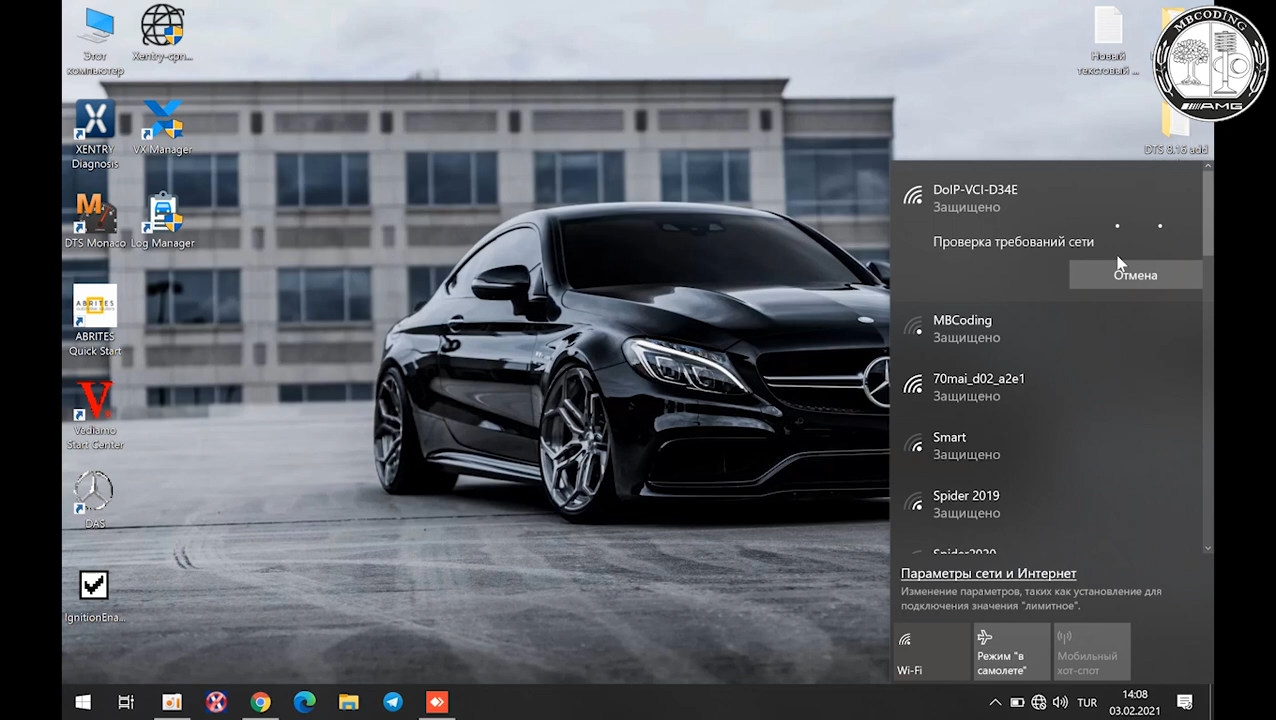 Этот
компьютер
Xentry-cpn...
XENTRY
Diagnosis
VX Manager
DTS Monaco
Log Manager
ABRITES
ABRITES
Quick Start
Vediamo
Start Center
DAS
IgnitionEna...
Новый
текстовый ...
DTS 8.16 add
MBCODING
AMG
DoIP-VCI-D34E
Защищено
Проверка требований сети
Отмена
MBCoding
Защищено
70mai_d02_a2e1
Защищено
Smart
Защищено
Spider 2019
Защищено
Spider2020
Параметры сети и Интернет
Изменение параметров, таких как установление для
подключения значения "лимитное".
Wi-Fi
Режим "в
самолете"
Мобильный
хот-спот
TUR
14:08
03.02.2021